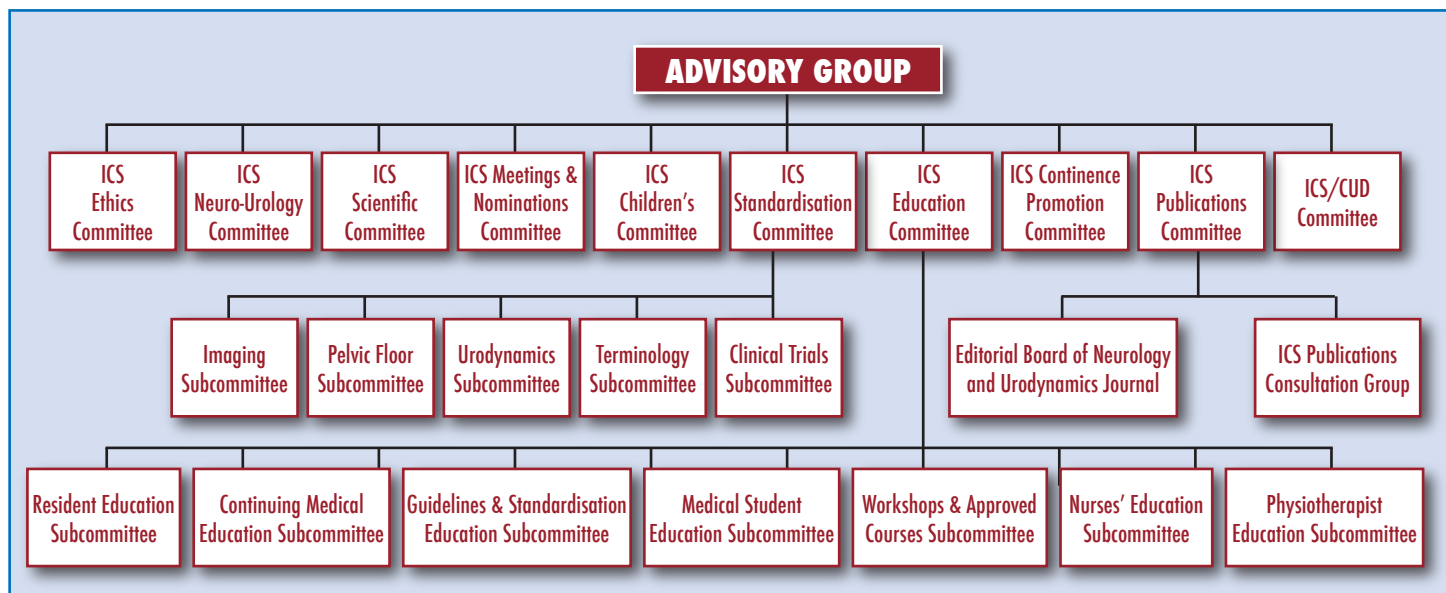 ADVISORY GROUP
ICS
Ethics
Committee
ICS
Neuro-Urology
Committee
ICS
Scientific
Committee
ICS Meetings &
Nominations
Committee
ICS
Children's
Committee
ICS
Standardisation
Committee
ICS
Education
Committee
ICS Continence
Promotion
Committee
ICS
Publications
Committee
ICS/CUD
Committee
Imaging
Subcommittee
Pelvic Floor
Subcommittee
Urodynamics
Subcommittee
Terminology
Subcommittee
Clinical Trials
Subcommittee
Editorial Board of Neurology
and Urodynamics Journal
ICS Publications
Consultation Group
Resident Education
Subcommittee
Continuing Medical
Education Subcommittee
Guidelines & Standardisation
Education Subcommittee
Medical Student
Education Subcommittee
Workshops & Approved
Courses Subcommittee
Nurses' Education
Subcommittee
Physiotherapist
Education Subcommittee